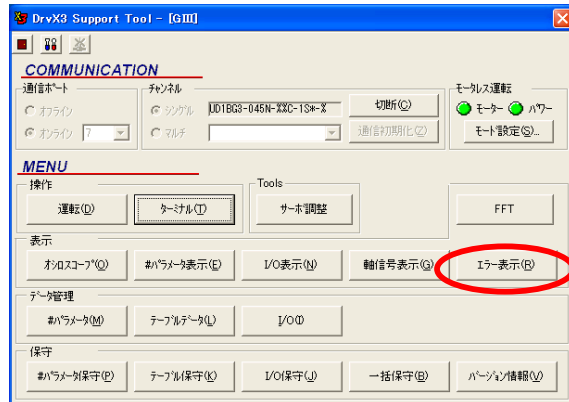 DrvX3 Support Tool - [GⅢ]
COMMUNICATION
通信ポート
チャンネル
モータレス運転
オフライン
シングル
UD1BG3-045N-XXC-1S*-X
切断(C)
モーター
パワー
オンライン
7
マルチ
通信初期化(Z)
モード設定(S)...
MENU
操作
Tools
運転(D)
ターミナル(T)
サーボ調整
FFT
表示
オシロスコープ(O)
#パラメータ表示(E)
I/O表示(N)
軸信号表示(G)
エラー表示(R)
データ管理
#パラメータ(M)
テーブルデータ(L)
I/O(I)
保守
#パラメータ保守(P)
テーブル保守(K)
I/O保守(J)
一括保守(B)
バージョン情報(V)